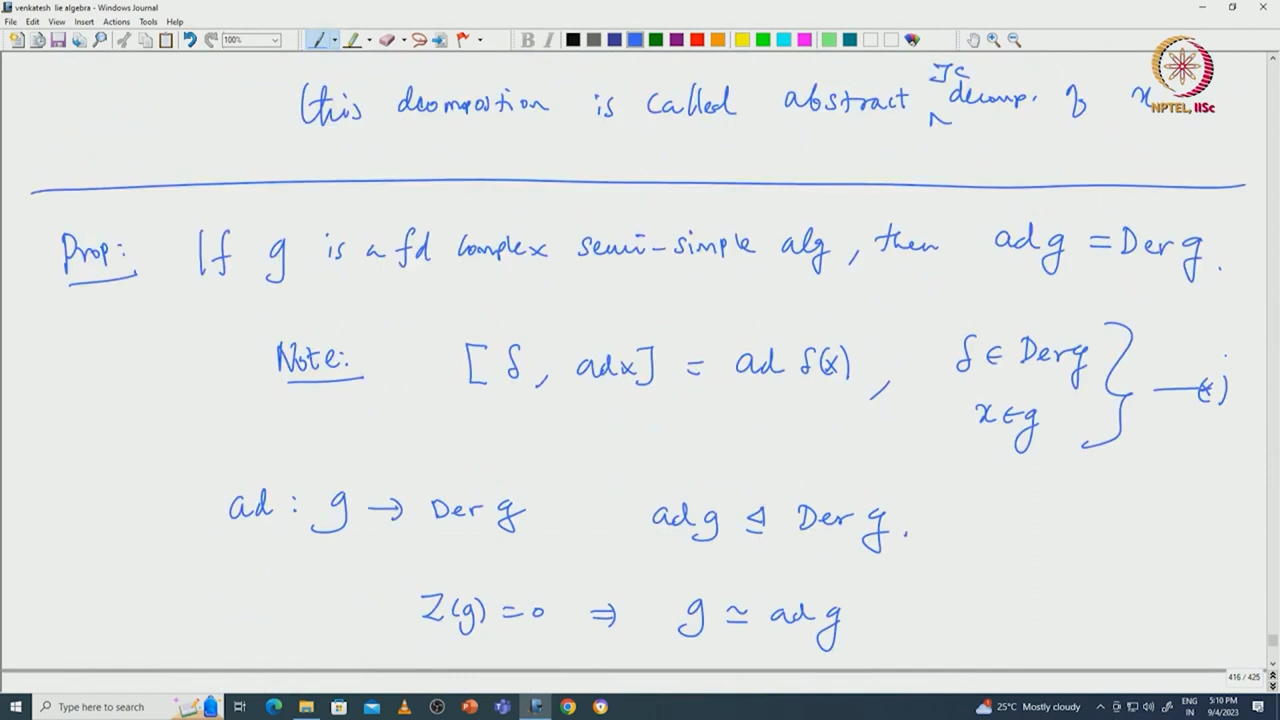 venkatesh lie algebra - Windows Journal
File Edit View Insert Actions Tools Help
100%
NPTEL, IISc
(this dcompostion is called abstract JC decomp. of x
Prop: If g is a fd complex semi-simple alg, then ad g = Der g.
Note: [δ, adx] = ad δ(x), δ ∈ Der g
x ∈ g } — (*)
ad : g → Der g ad g ⊴ Der g.
Z(g) = 0 ⇒ g ≃ ad g
416 / 425
Type here to search
25°C Mostly cloudy
ENG
IN
5:10 PM
9/4/2023